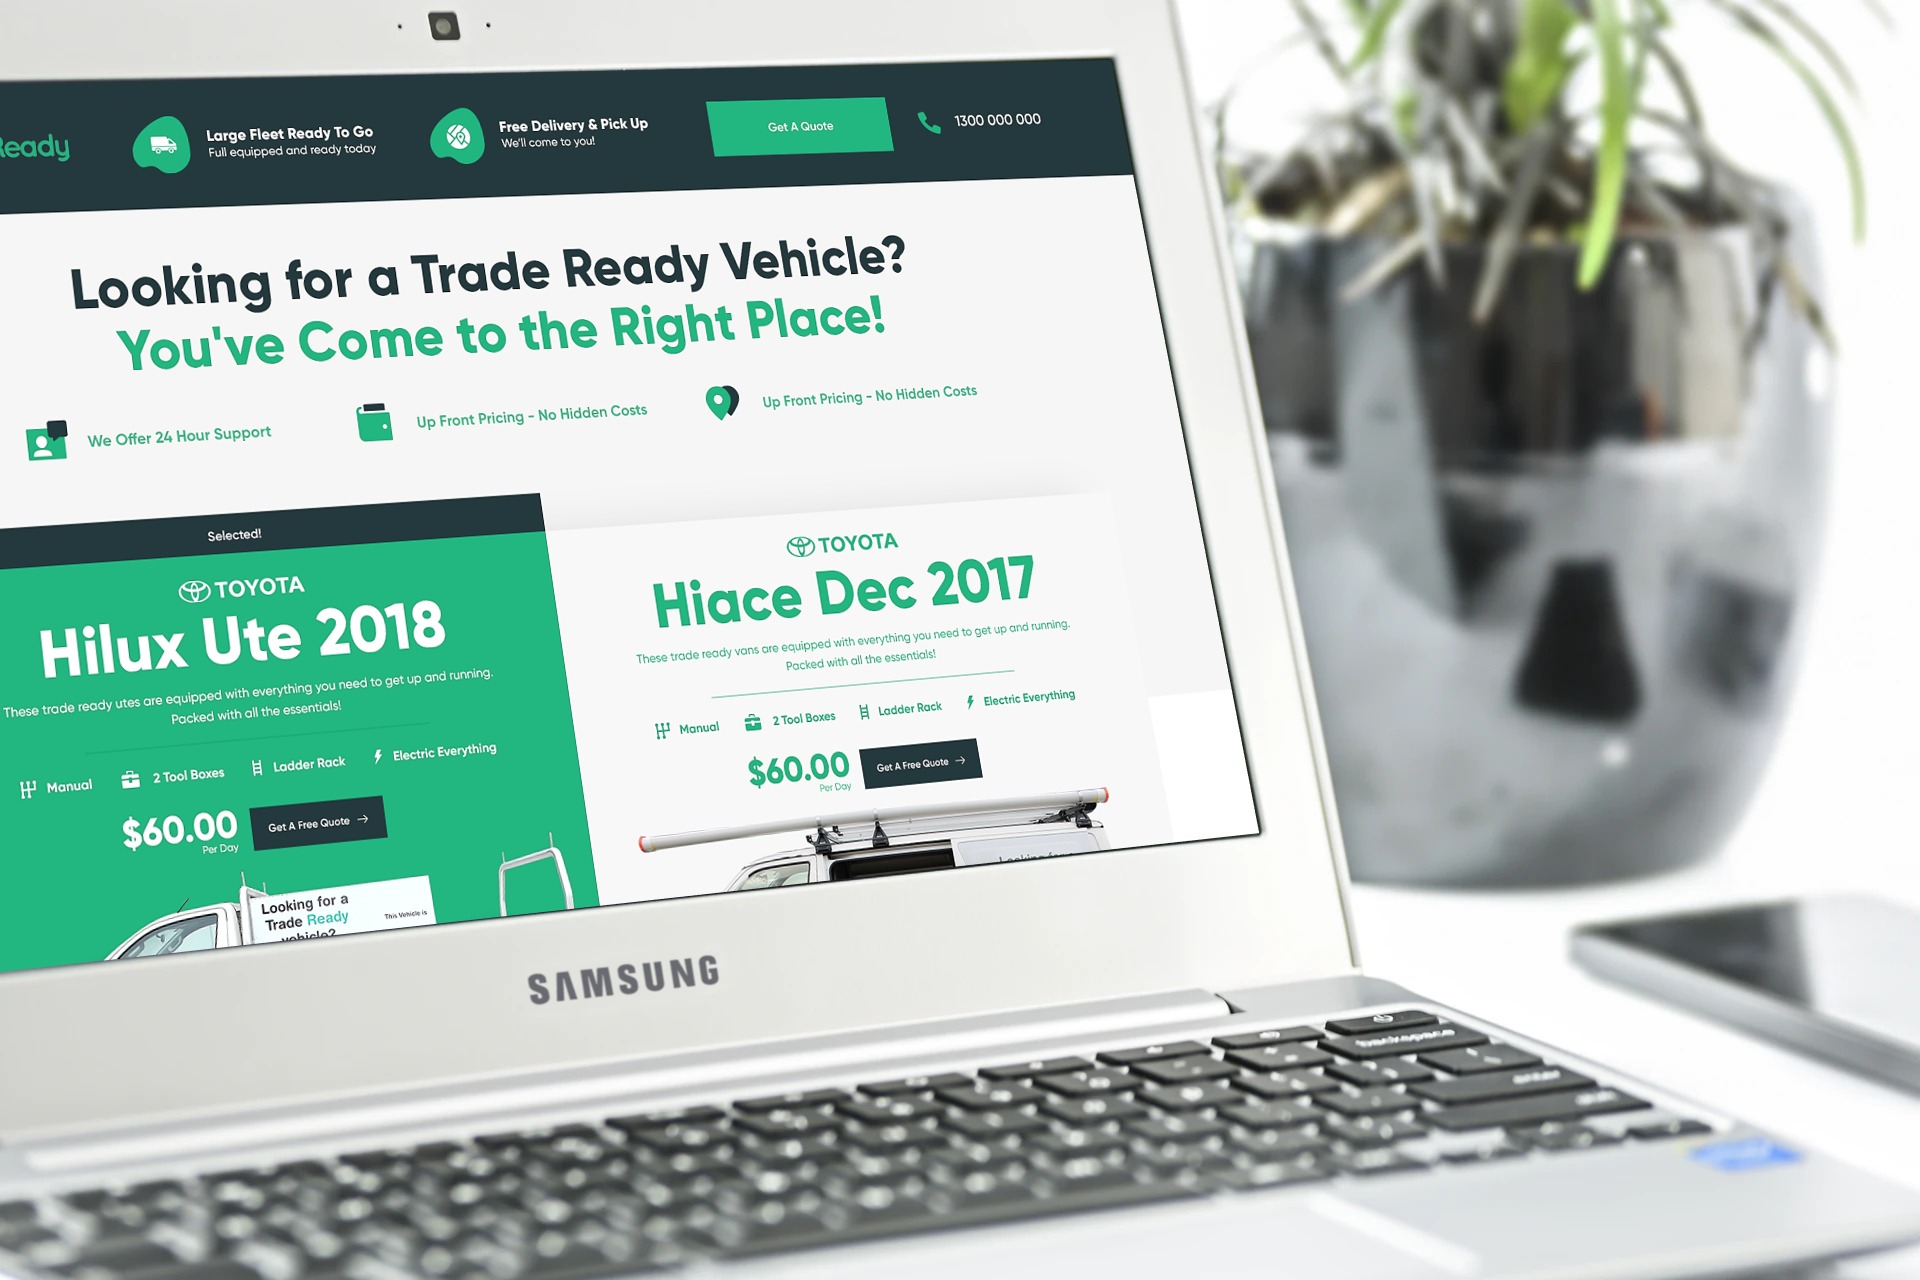 Ready
Large Fleet Ready To Go
Full equipped and ready today
Free Delivery & Pick Up
We'll come to you!
Get A Quote
1300 000 000
Looking for a Trade Ready Vehicle?
You've Come to the Right Place!
We Offer 24 Hour Support
Up Front Pricing - No Hidden Costs
Up Front Pricing - No Hidden Costs
Selected!
TOYOTA
Hilux Ute 2018
These trade ready utes are equipped with everything you need to get up and running.
Packed with all the essentials!
Manual
2 Tool Boxes
Ladder Rack
Electric Everything
$60.00
Per Day
Get A Free Quote
Looking for a
Trade Ready
vehicle?
This Vehicle is
TOYOTA
Hiace Dec 2017
These trade ready vans are equipped with everything you need to get up and running.
Packed with all the essentials!
Manual
2 Tool Boxes
Ladder Rack
Electric Everything
$60.00
Per Day
Get A Free Quote
Looking for a
SAMSUNG
backspace
enter
shift